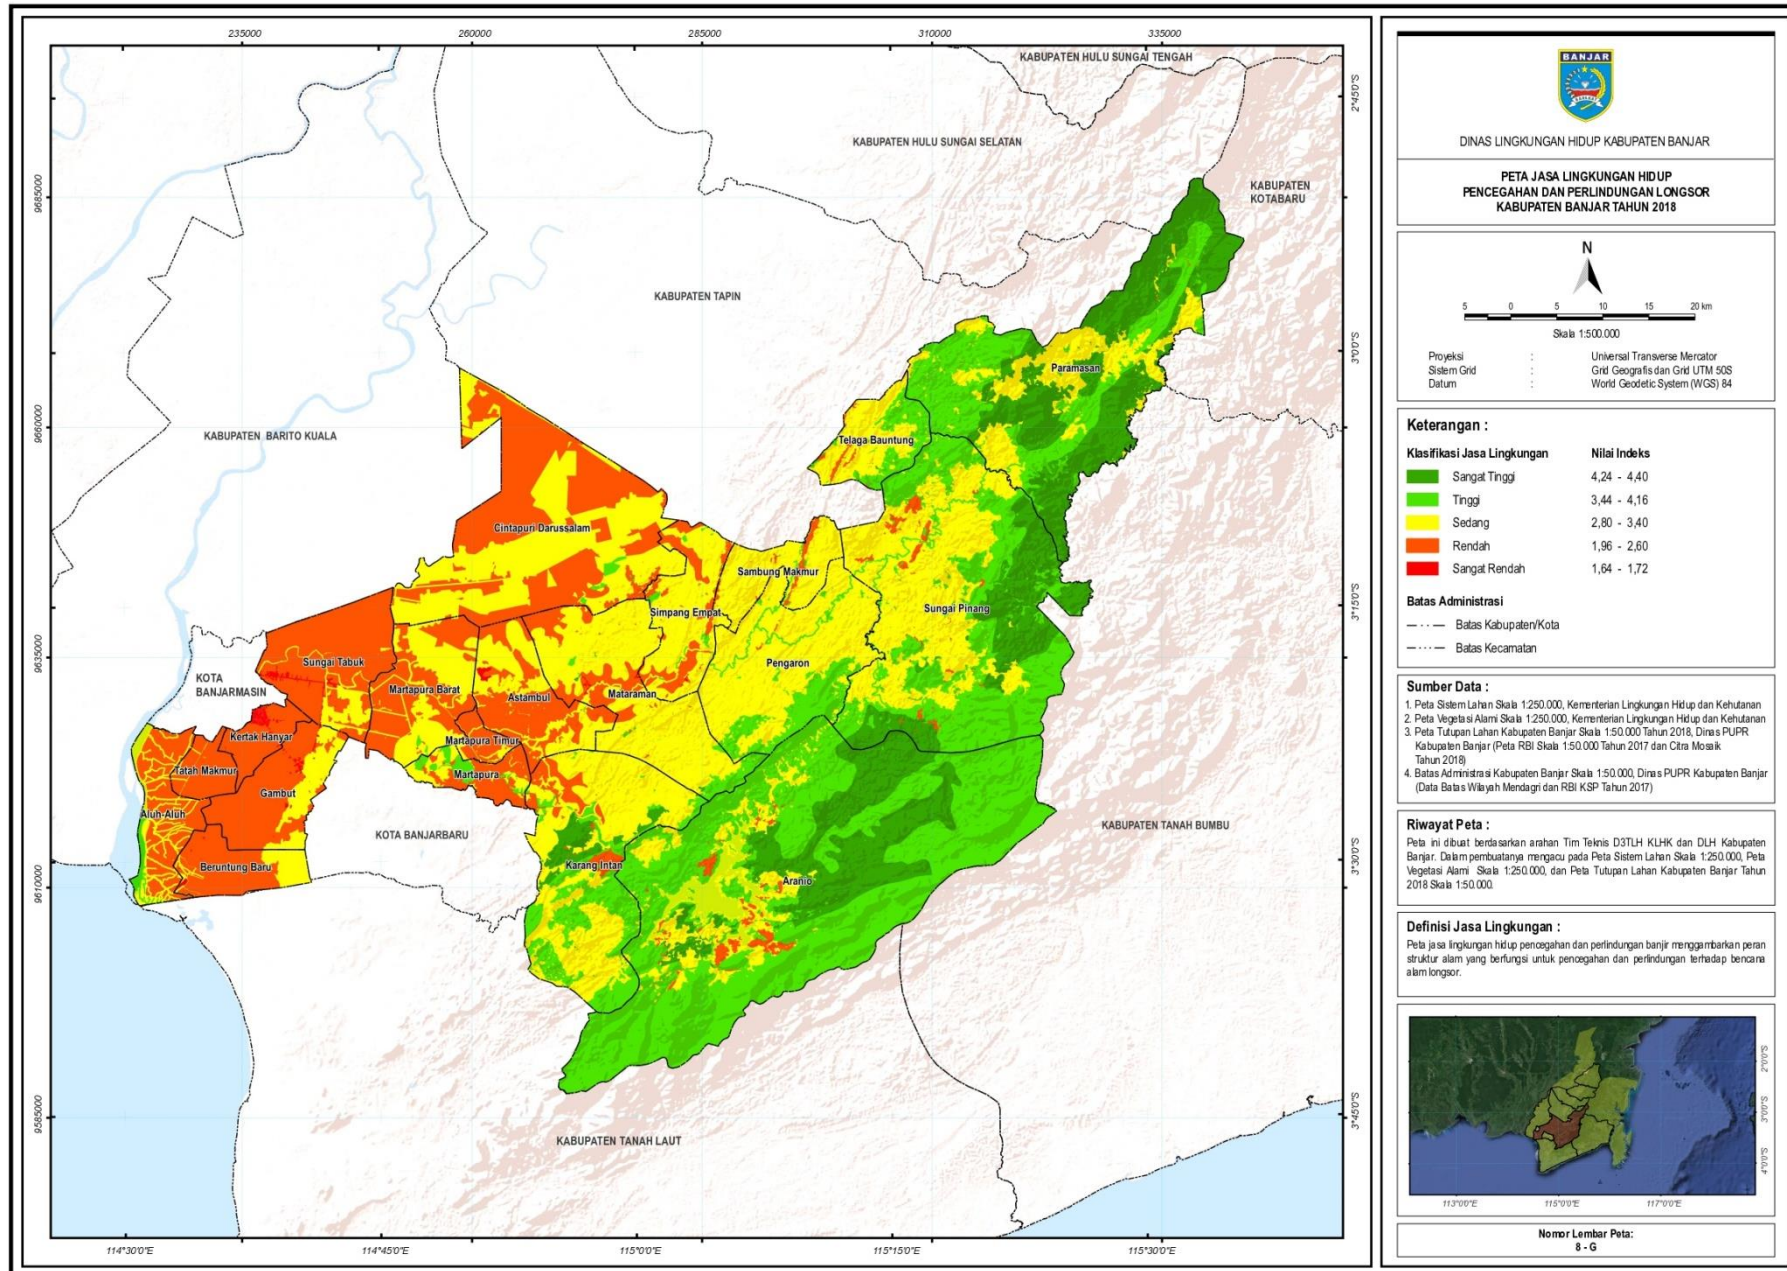 235000 260000 285000 310000 335000
KABUPATEN HULU SUNGAI TENGAH
2°45'0"S
KABUPATEN HULU SUNGAI SELATAN
9685000
KABUPATEN
KOTABARU
KABUPATEN TAPIN
3°0'0"S
Paramasan
9660000
KABUPATEN BARITO KUALA
Telaga Bauntung
Cintapuri Darussalam
Sambung Makmur
Simpang Empat
Sungai Pinang
3°15'0"S
9635000
Sungai Tabuk
Pengaron
KOTA
BANJARMASIN
Martapura Barat
Astambul
Mataraman
Kertak Hanyar
Martapura Timur
Tatah Makmur
Martapura
Gambut
Aluh-Aluh
KOTA BANJARBARU
KABUPATEN TANAH BUMBU
Beruntung Baru
Karang Intan
Aranio
3°30'0"S
9610000
9585000
3°45'0"S
KABUPATEN TANAH LAUT
114°30'0"E 114°45'0"E 115°0'0"E 115°15'0"E 115°30'0"E
BANJAR
DINAS LINGKUNGAN HIDUP KABUPATEN BANJAR
PETA JASA LINGKUNGAN HIDUP
PENCEGAHAN DAN PERLINDUNGAN LONGSOR
KABUPATEN BANJAR TAHUN 2018
N
5 0 5 10 15 20 km
Skala 1:500.000
Proyeksi : Universal Transverse Mercator
Sistem Grid : Grid Geografis dan Grid UTM 50S
Datum : World Geodetic System (WGS) 84
Keterangan :
Klasifikasi Jasa Lingkungan Nilai Indeks
Sangat Tinggi 4,24 - 4,40
Tinggi 3,44 - 4,16
Sedang 2,80 - 3,40
Rendah 1,96 - 2,60
Sangat Rendah 1,64 - 1,72
Batas Administrasi
Batas Kabupaten/Kota
Batas Kecamatan
Sumber Data :
1. Peta Sistem Lahan Skala 1:250.000, Kementerian Lingkungan Hidup dan Kehutanan
2. Peta Vegetasi Alami Skala 1:250.000, Kementerian Lingkungan Hidup dan Kehutanan
3. Peta Tutupan Lahan Kabupaten Banjar Skala 1:50.000 Tahun 2018, Dinas PUPR
Kabupaten Banjar (Peta RBI Skala 1:50.000 Tahun 2017 dan Citra Mosaik
Tahun 2018)
4. Batas Administrasi Kabupaten Banjar Skala 1:50.000, Dinas PUPR Kabupaten Banjar
(Data Batas Wilayah Mendagri dan RBI KSP Tahun 2017)
Riwayat Peta :
Peta ini dibuat berdasarkan arahan Tim Teknis D3TLH KLHK dan DLH Kabupaten
Banjar. Dalam pembuatanya mengacu pada Peta Sistem Lahan Skala 1:250.000, Peta
Vegetasi Alami Skala 1:250.000, dan Peta Tutupan Lahan Kabupaten Banjar Tahun
2018 Skala 1:50.000.
Definisi Jasa Lingkungan :
Peta jasa lingkungan hidup pencegahan dan perlindungan banjir menggambarkan peran
struktur alam yang berfungsi untuk pencegahan dan perlindungan terhadap bencana
alam longsor.
2°0'0"S
3°0'0"S
4°0'0"S
113°0'0"E 115°0'0"E 117°0'0"E
Nomor Lembar Peta:
8 - G